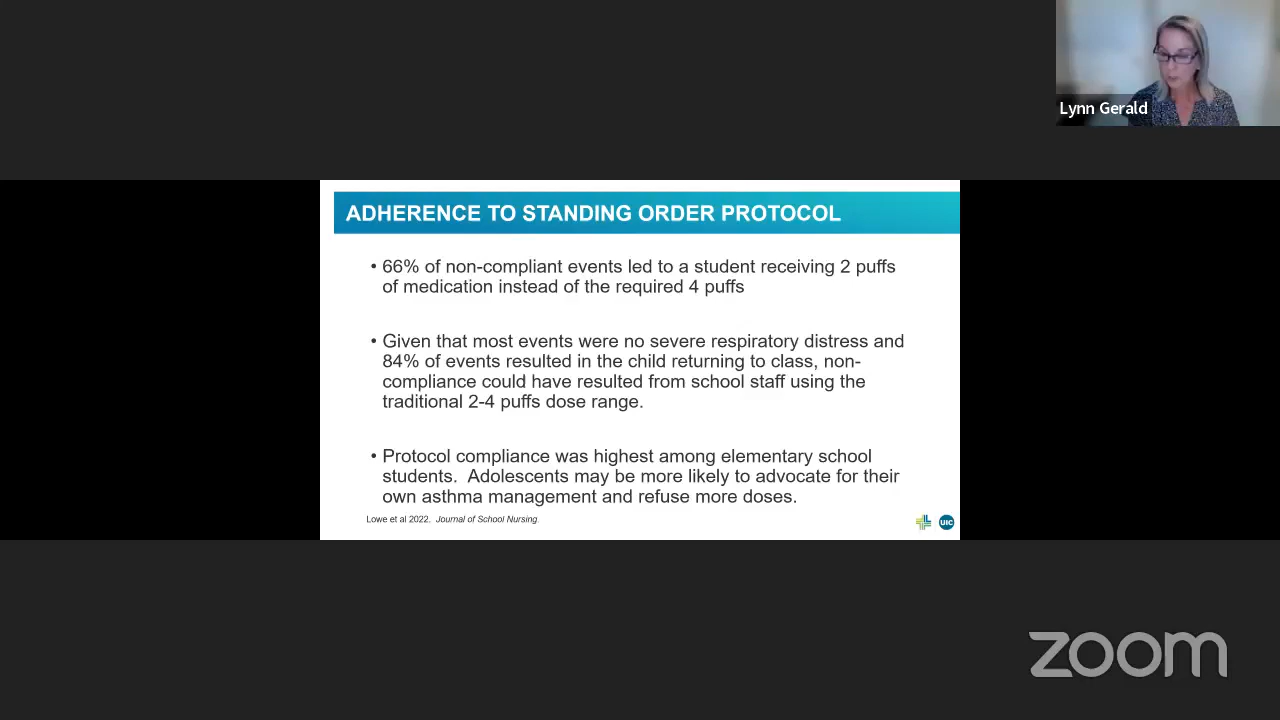 Lynn Gerald
ADHERENCE TO STANDING ORDER PROTOCOL
• 66% of non-compliant events led to a student receiving 2 puffs
of medication instead of the required 4 puffs
• Given that most events were no severe respiratory distress and
84% of events resulted in the child returning to class, non-
compliance could have resulted from school staff using the
traditional 2-4 puffs dose range.
• Protocol compliance was highest among elementary school
students.  Adolescents may be more likely to advocate for their
own asthma management and refuse more doses.
Lowe et al 2022.  Journal of School Nursing.
UIC
zoom